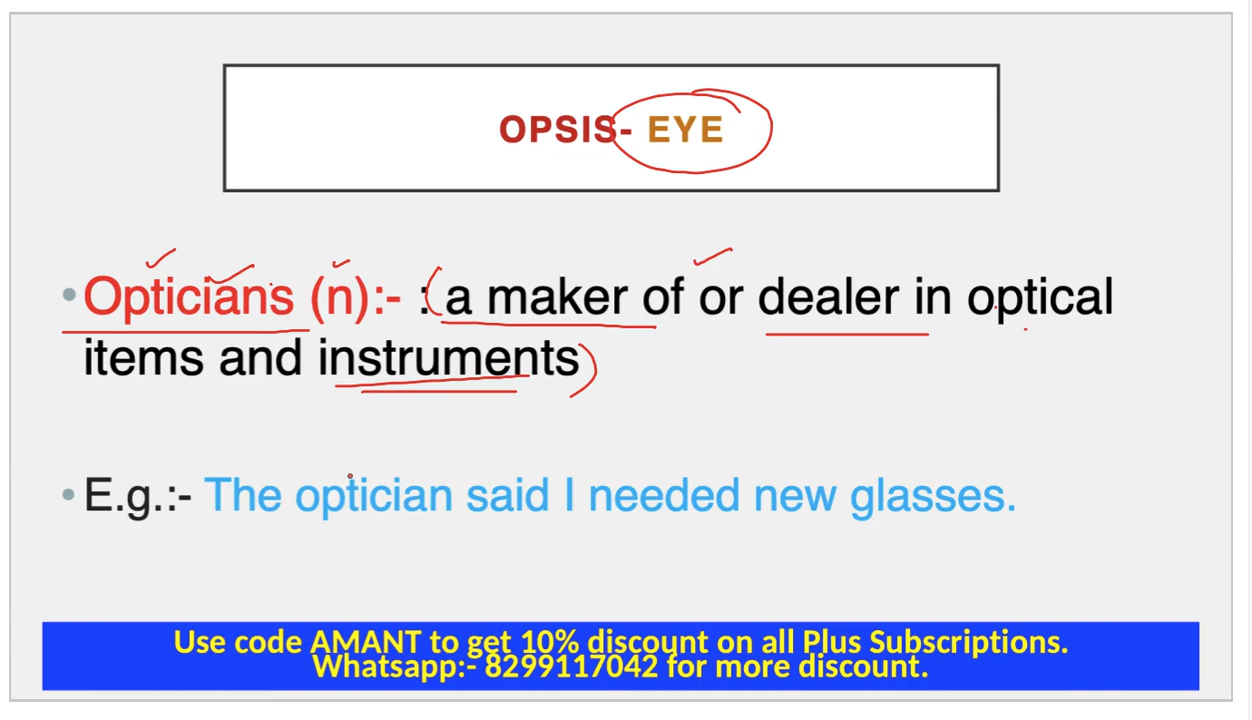 OPSIS- EYE
•Opticians (n):- : a maker of or dealer in optical
items and instruments
•E.g.:- The optician said I needed new glasses.
Use code AMANT to get 10% discount on all Plus Subscriptions.
Whatsapp:- 8299117042 for more discount.